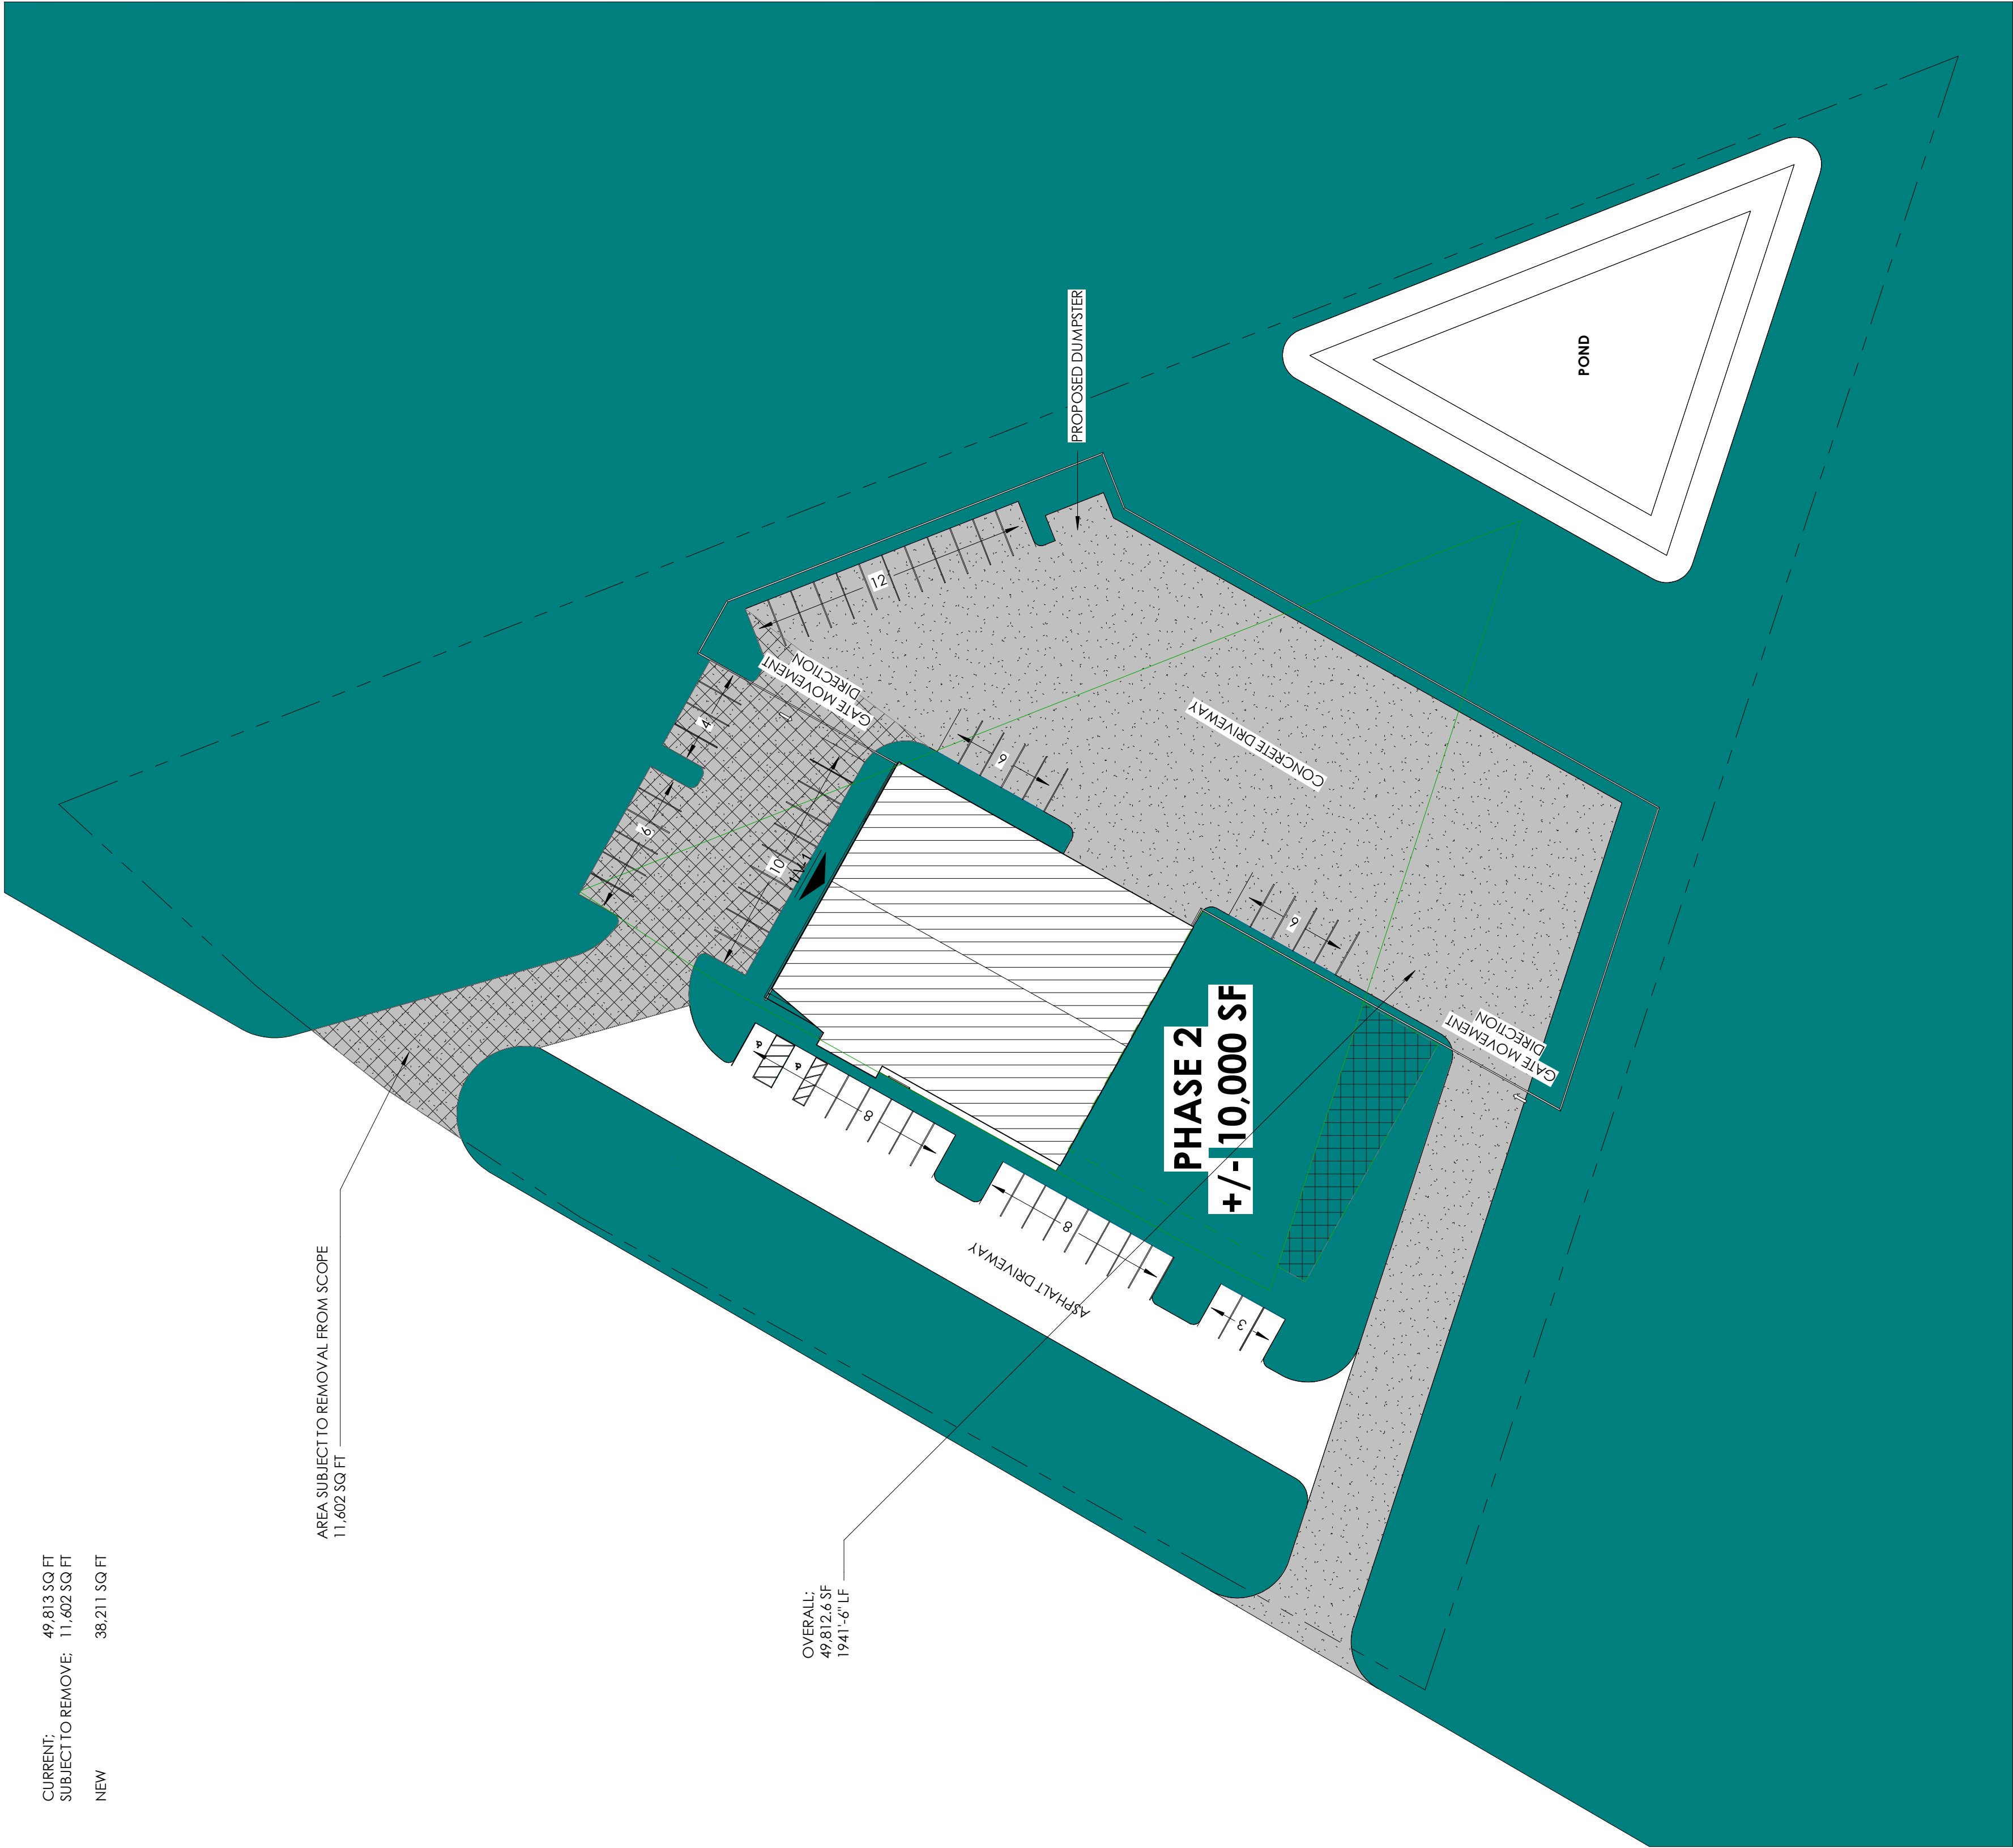 CURRENT; 49,813 SQ FT
SUBJECT TO REMOVE; 11,602 SQ FT
NEW 38,211 SQ FT
AREA SUBJECT TO REMOVAL FROM SCOPE
11,602 SQ FT
OVERALL;
49,812.6 SF
1941'-6" LF
6
4
12
10
GATE MOVEMENT
DIRECTION
PROPOSED DUMPSTER
6
CONCRETE DRIVEWAY
8
8
3
ASPHALT DRIVEWAY
6
PHASE 2
+/- 10,000 SF
GATE MOVEMENT
DIRECTION
POND